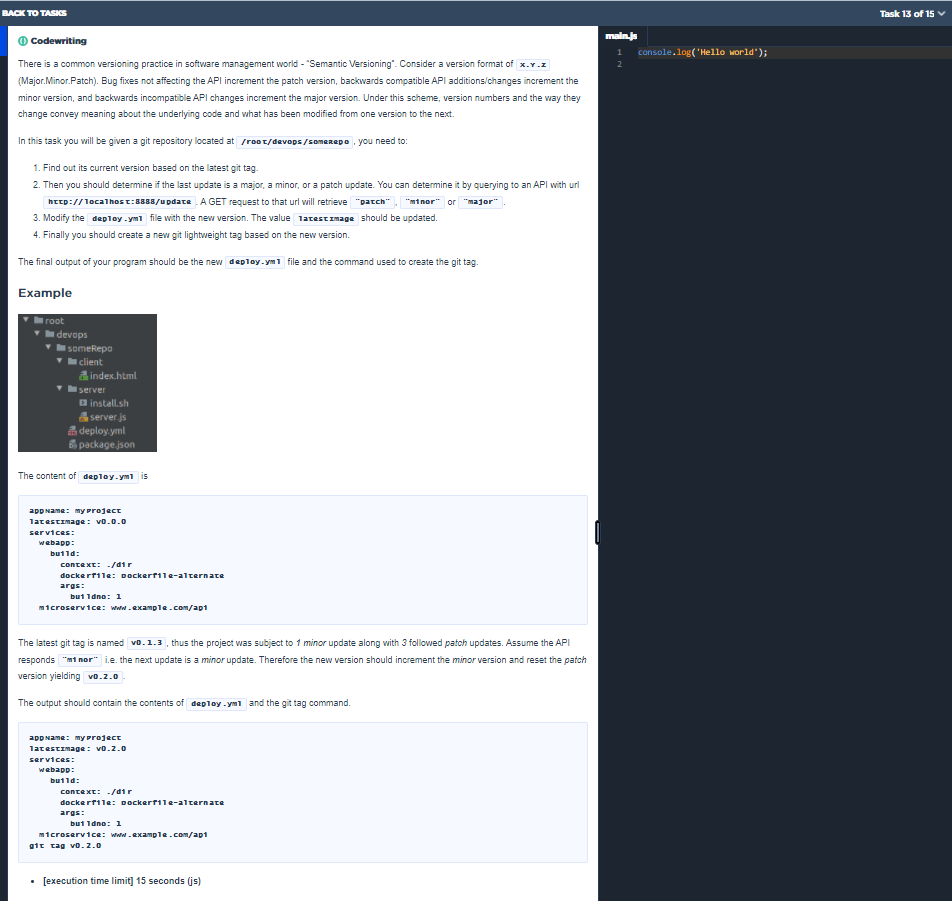 BACK TO TASKS
Task 13 of 15
Codewriting
main.js
There is a common versioning practice in software management world - "Semantic Versioning". Consider a version format of X.Y.Z
(Major.Minor.Patch). Bug fixes not affecting the API increment the patch version, backwards compatible API additions/changes increment the
minor version, and backwards incompatible API changes increment the major version. Under this scheme, version numbers and the way they
change convey meaning about the underlying code and what has been modified from one version to the next.
In this task you will be given a git repository located at /root/devops/someRepo , you need to:
1. Find out its current version based on the latest git tag.
2. Then you should determine if the last update is a major, a minor, or a patch update. You can determine it by querying to an API with url
http://localhost:8888/update . A GET request to that url will retrieve "patch" , "minor" or "major" .
3. Modify the deploy.yml file with the new version. The value latestImage should be updated.
4. Finally you should create a new git lightweight tag based on the new version.
The final output of your program should be the new deploy.yml file and the command used to create the git tag.
Example
root
devops
someRepo
client
index.html
server
install.sh
server.js
deploy.yml
package.json
The content of deploy.yml is
appName: myProject
latestImage: v0.0.0
services:
webapp:
build:
context: ./dir
dockerfile: Dockerfile-alternate
args:
buildno: 1
microservice: www.example.com/api
The latest git tag is named v0.1.3 , thus the project was subject to 1 minor update along with 3 followed patch updates. Assume the API
responds "minor" i.e. the next update is a minor update. Therefore the new version should increment the minor version and reset the patch
version yielding v0.2.0 .
The output should contain the contents of deploy.yml and the git tag command.
appName: myProject
latestImage: v0.2.0
services:
webapp:
build:
context: ./dir
dockerfile: Dockerfile-alternate
args:
buildno: 1
microservice: www.example.com/api
git tag v0.2.0
• [execution time limit] 15 seconds (js)
1 console.log('Hello world');
2